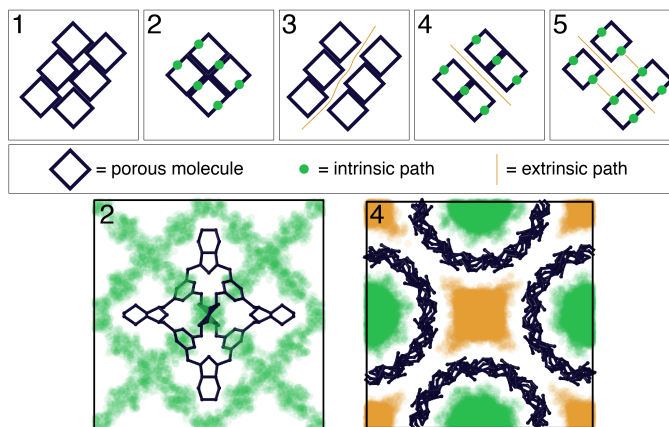 1 2 3 4 5
= porous molecule = intrinsic path = extrinsic path
2 4